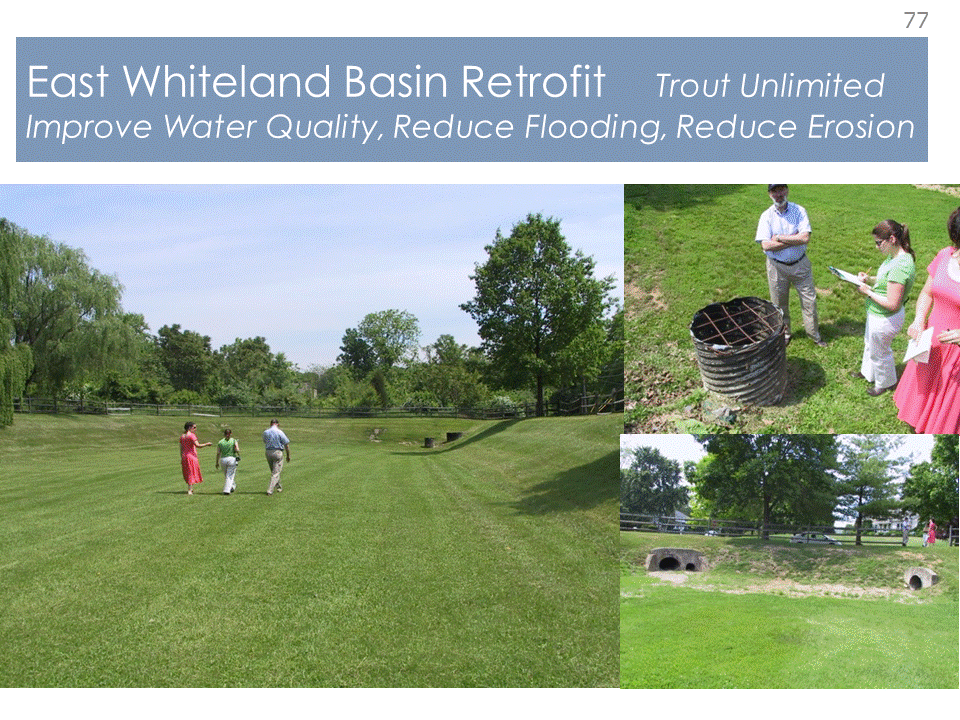 77
East Whiteland Basin Retrofit Trout Unlimited
Improve Water Quality, Reduce Flooding, Reduce Erosion